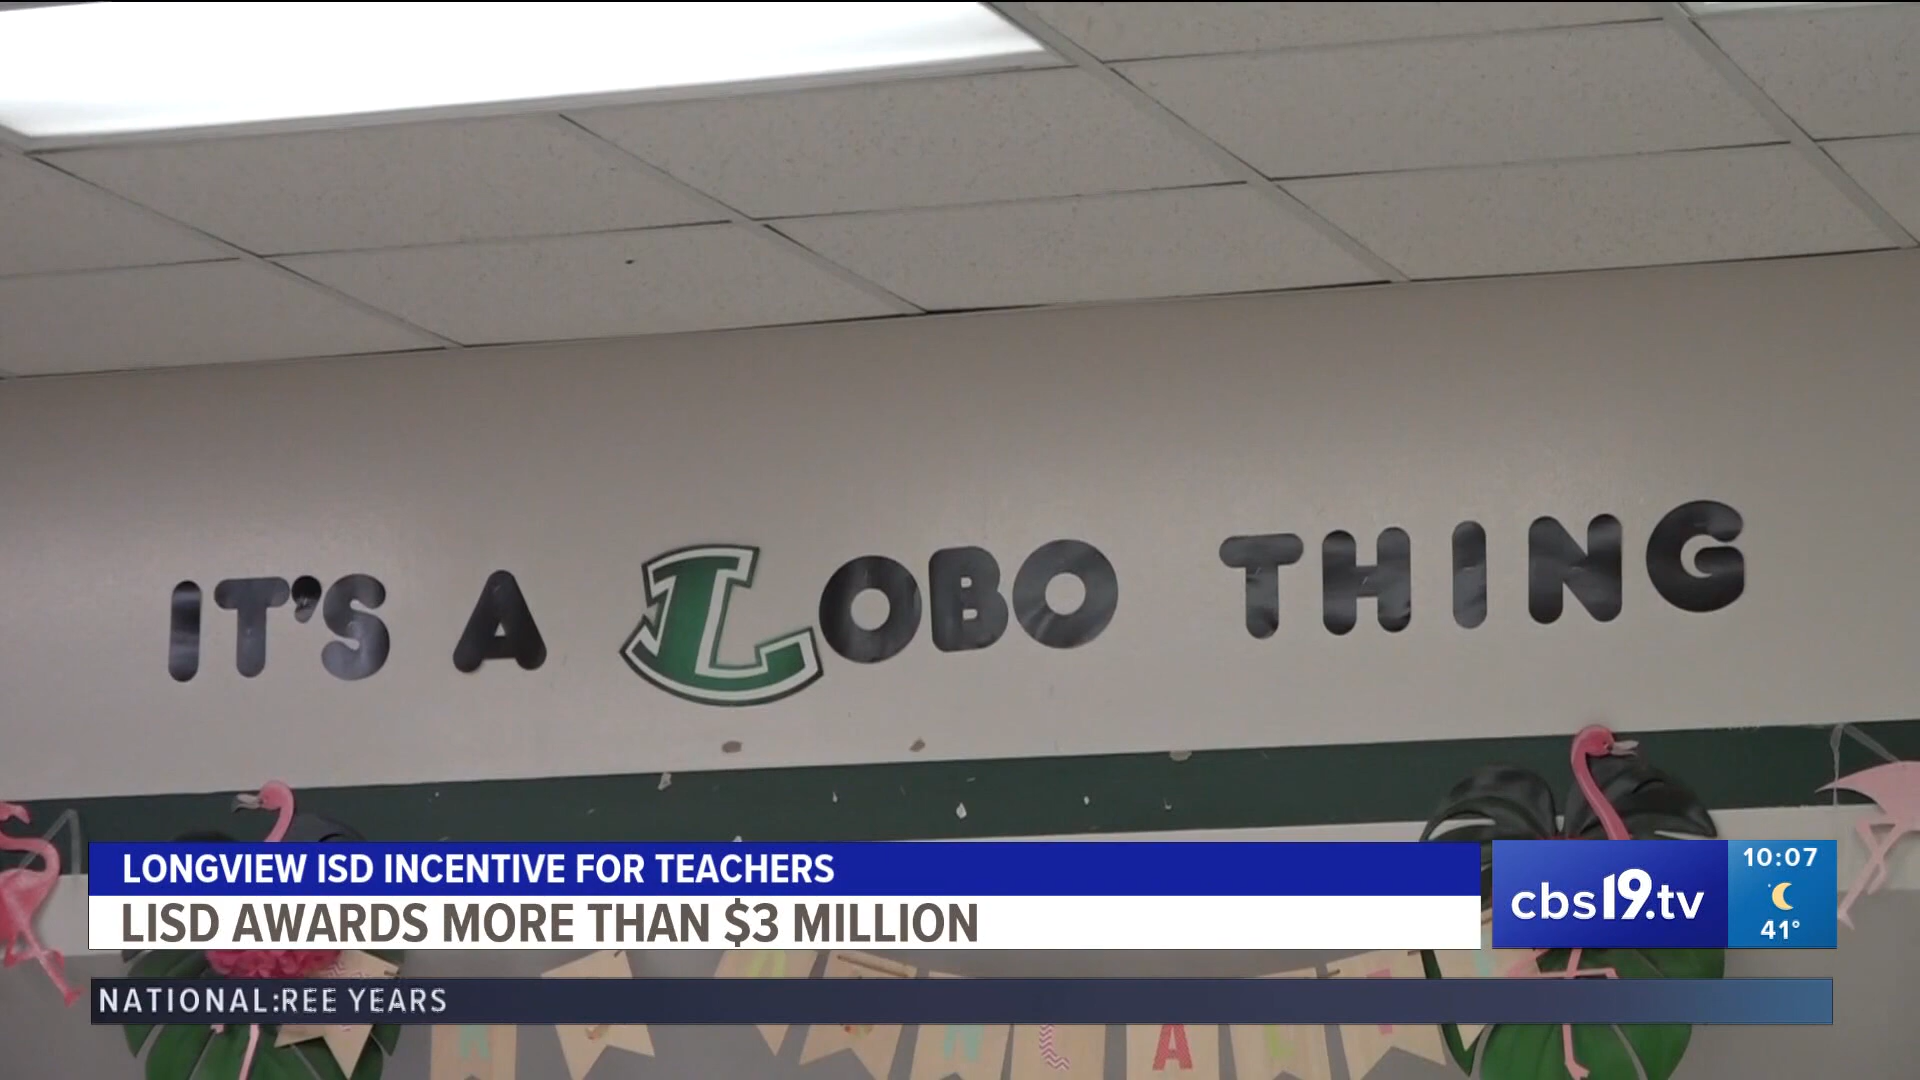 IT'S A LOBO THING
LONGVIEW ISD INCENTIVE FOR TEACHERS
LISD AWARDS MORE THAN $3 MILLION
cbs19.tv
10:07
41°
NATIONAL:REE YEARS